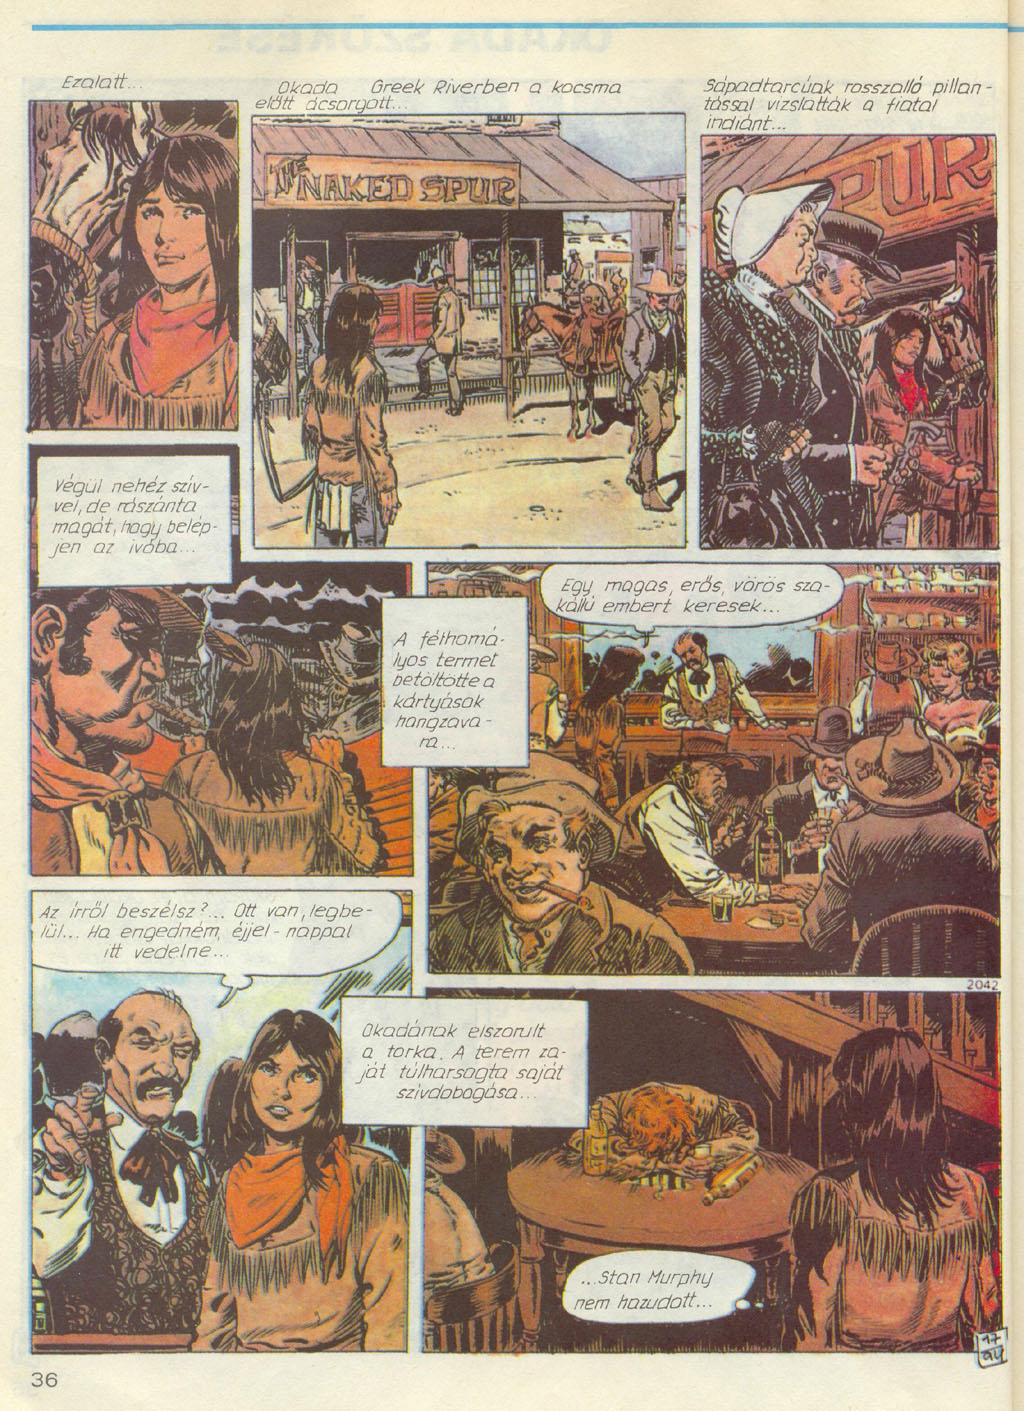 Ezalatt...
Okada Greek Riverben a kocsma
előtt ácsorgott...
Sápadtarcúak rosszalló pillan-
tással vizslatták a fiatal
indiánt...
THE
NAKED SPUR
SPUR
Végül nehéz szív-
vel, de rászánta
magát, hogy belép-
jen az ivóba...
A félhomá-
lyos termet
betöltötte a
kártyások
hangzava-
ra...
Egy magas, erős, vörös sza-
kállú embert keresek...
Az írről beszélsz?... Ott van, legbe-
lül... Ha engedném, éjjel-nappal
itt vedelne...
2042
Okadának elszorult
a torka. A terem za-
ját túlharsogta saját
szívdobogása...
...Stan Murphy
nem hazudott...
36